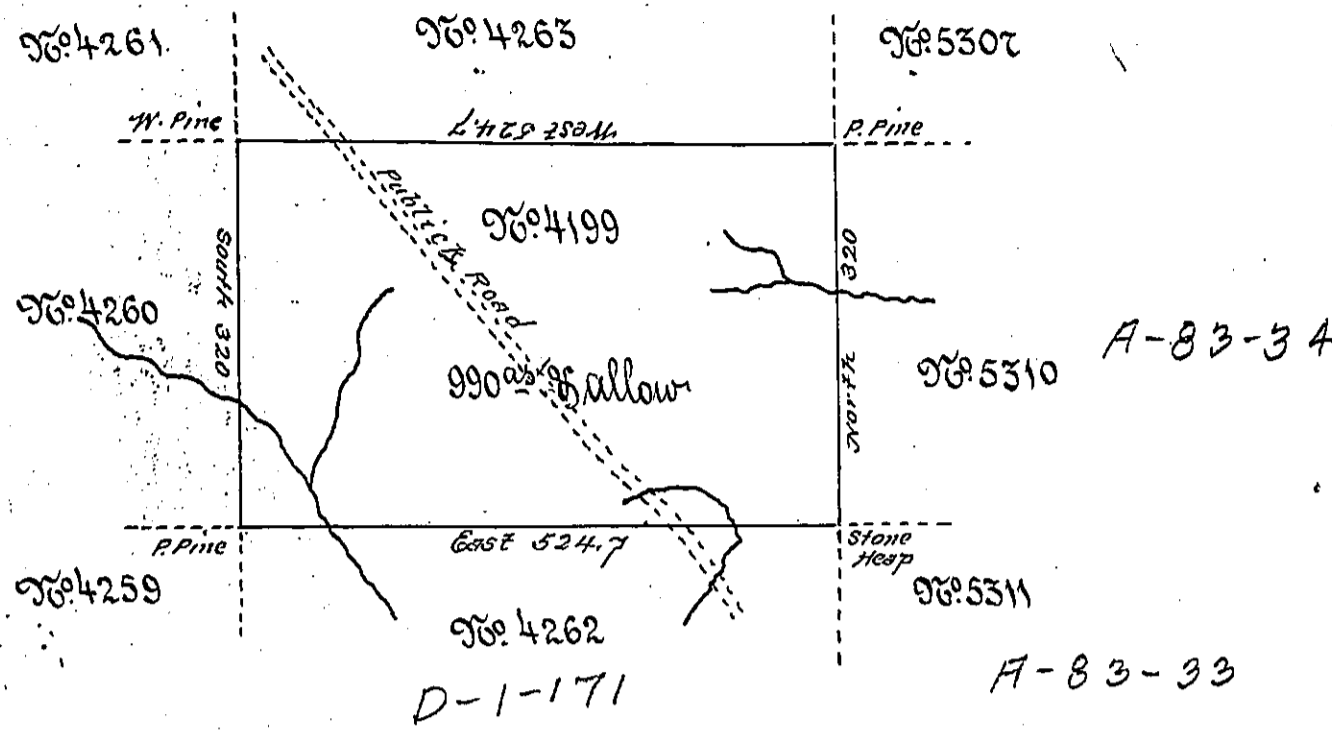 No. 4261
No. 4263
No. 5307
W. Pine
West 524.7
P. Pine
Public Road
No. 4199
South 320
North 320
No. 4260
A-83-34
990 as & allow
No. 5310
P. Pine
East 524.7
Stone
Heap
No. 4259
No. 4262
No. 5311
D-1-171
A-83-33